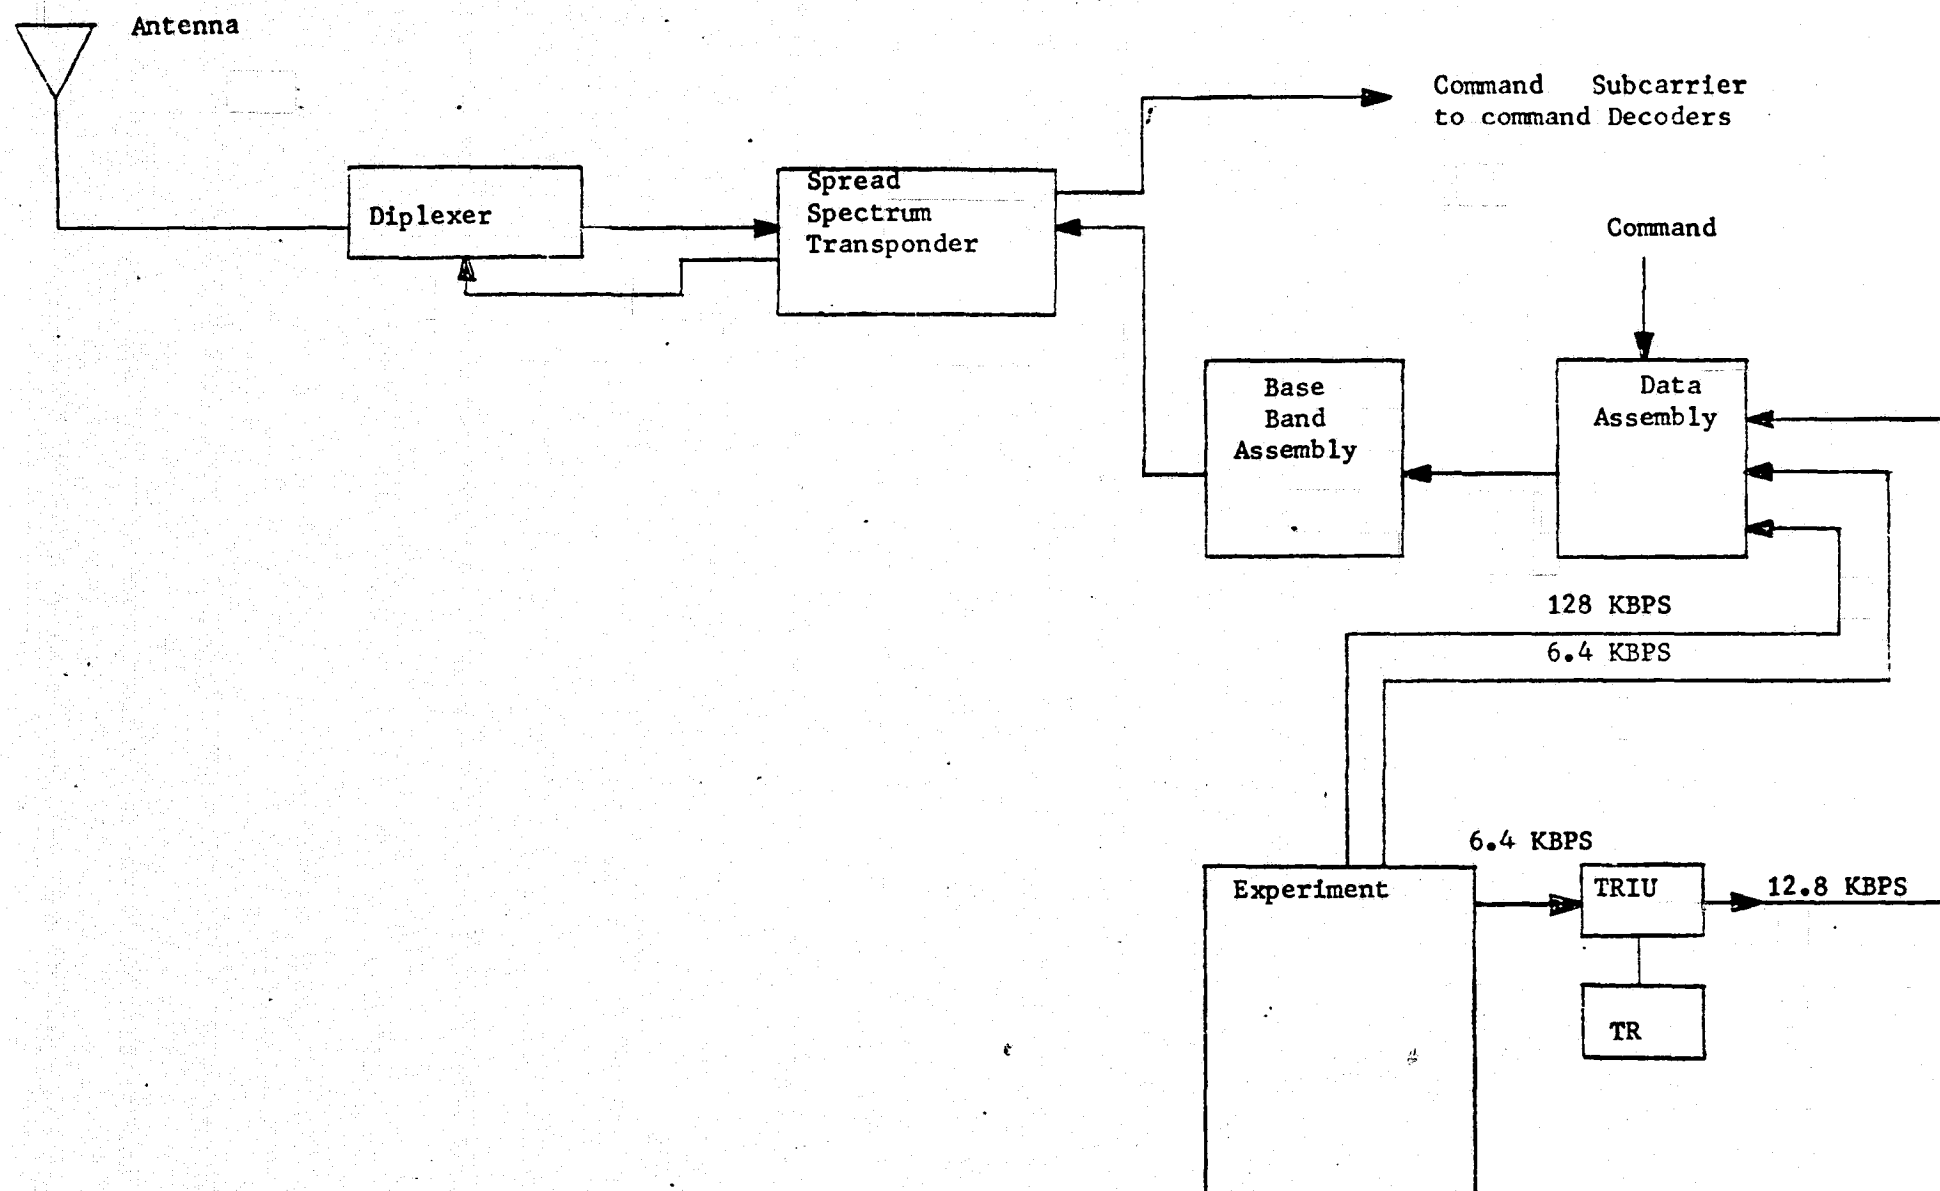 Antenna
Command Subcarrier
to command Decoders
Diplexer
Spread
Spectrum
Transponder
Command
Base
Band
Assembly
Data
Assembly
128 KBPS
6.4 KBPS
6.4 KBPS
Experiment
TRIU
12.8 KBPS
TR